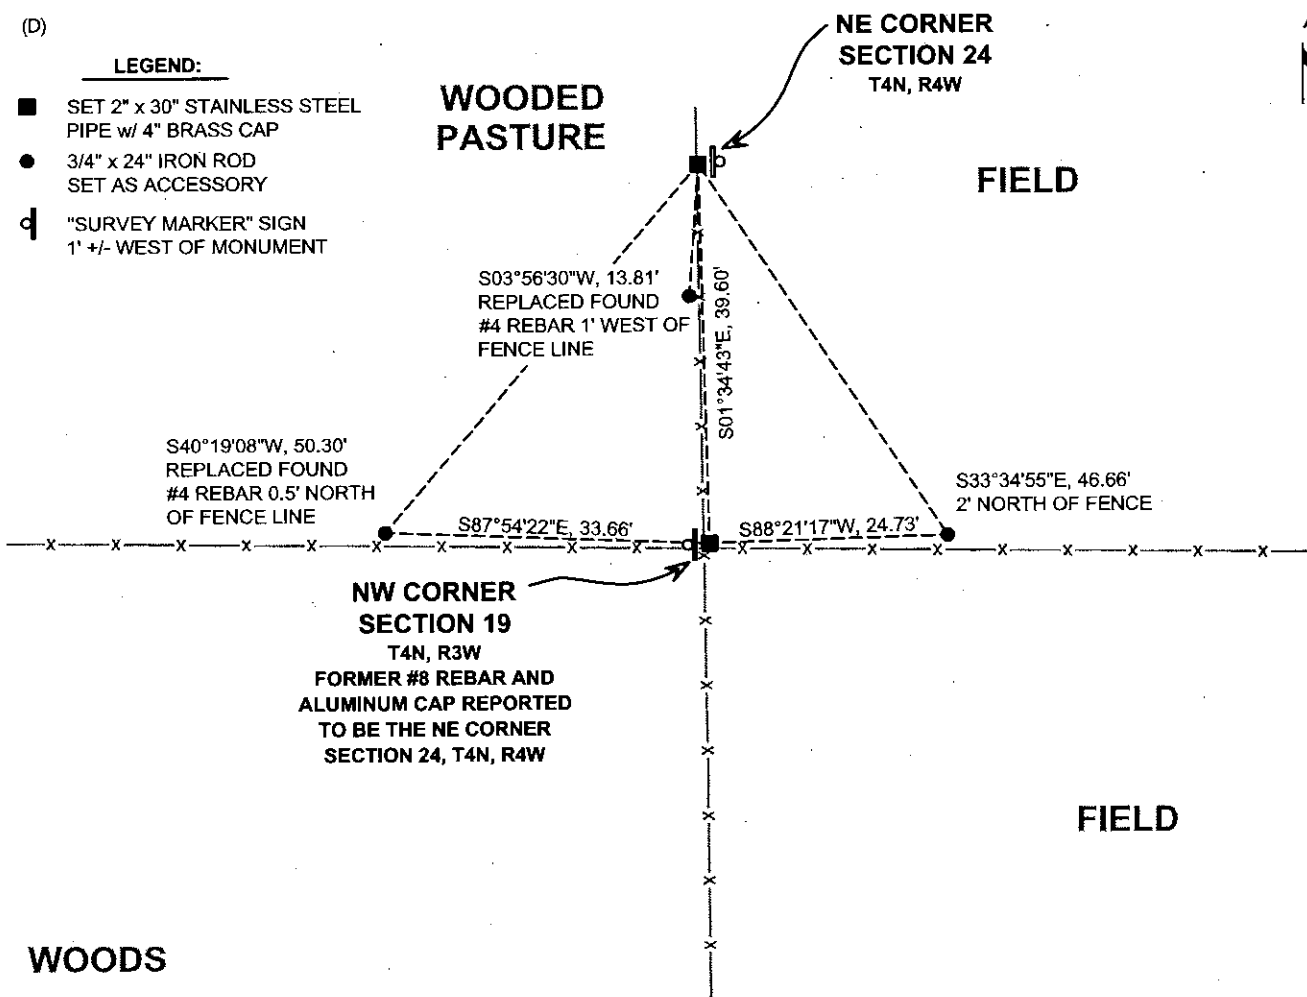 (D)
LEGEND:
SET 2" x 30" STAINLESS STEEL
PIPE w/ 4" BRASS CAP
3/4" x 24" IRON ROD
SET AS ACCESSORY
"SURVEY MARKER" SIGN
1' +/- WEST OF MONUMENT
WOODED
PASTURE
NE CORNER
SECTION 24
T4N, R4W
FIELD
S03°56'30"W, 13.81'
REPLACED FOUND
#4 REBAR 1' WEST OF
FENCE LINE
S01°34'43"E, 39.60'
S40°19'08"W, 50.30'
REPLACED FOUND
#4 REBAR 0.5' NORTH
OF FENCE LINE
S33°34'55"E, 46.66'
2' NORTH OF FENCE
S87°54'22"E, 33.66'
S88°21'17"W, 24.73'
NW CORNER
SECTION 19
T4N, R3W
FORMER #8 REBAR AND
ALUMINUM CAP REPORTED
TO BE THE NE CORNER
SECTION 24, T4N, R4W
FIELD
WOODS